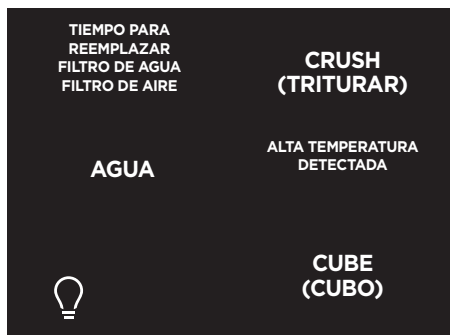 TIEMPO PARA
REEMPLAZAR
FILTRO DE AGUA
FILTRO DE AIRE
CRUSH
(TRITURAR)
AGUA
ALTA TEMPERATURA
DETECTADA
CUBE
(CUBO)